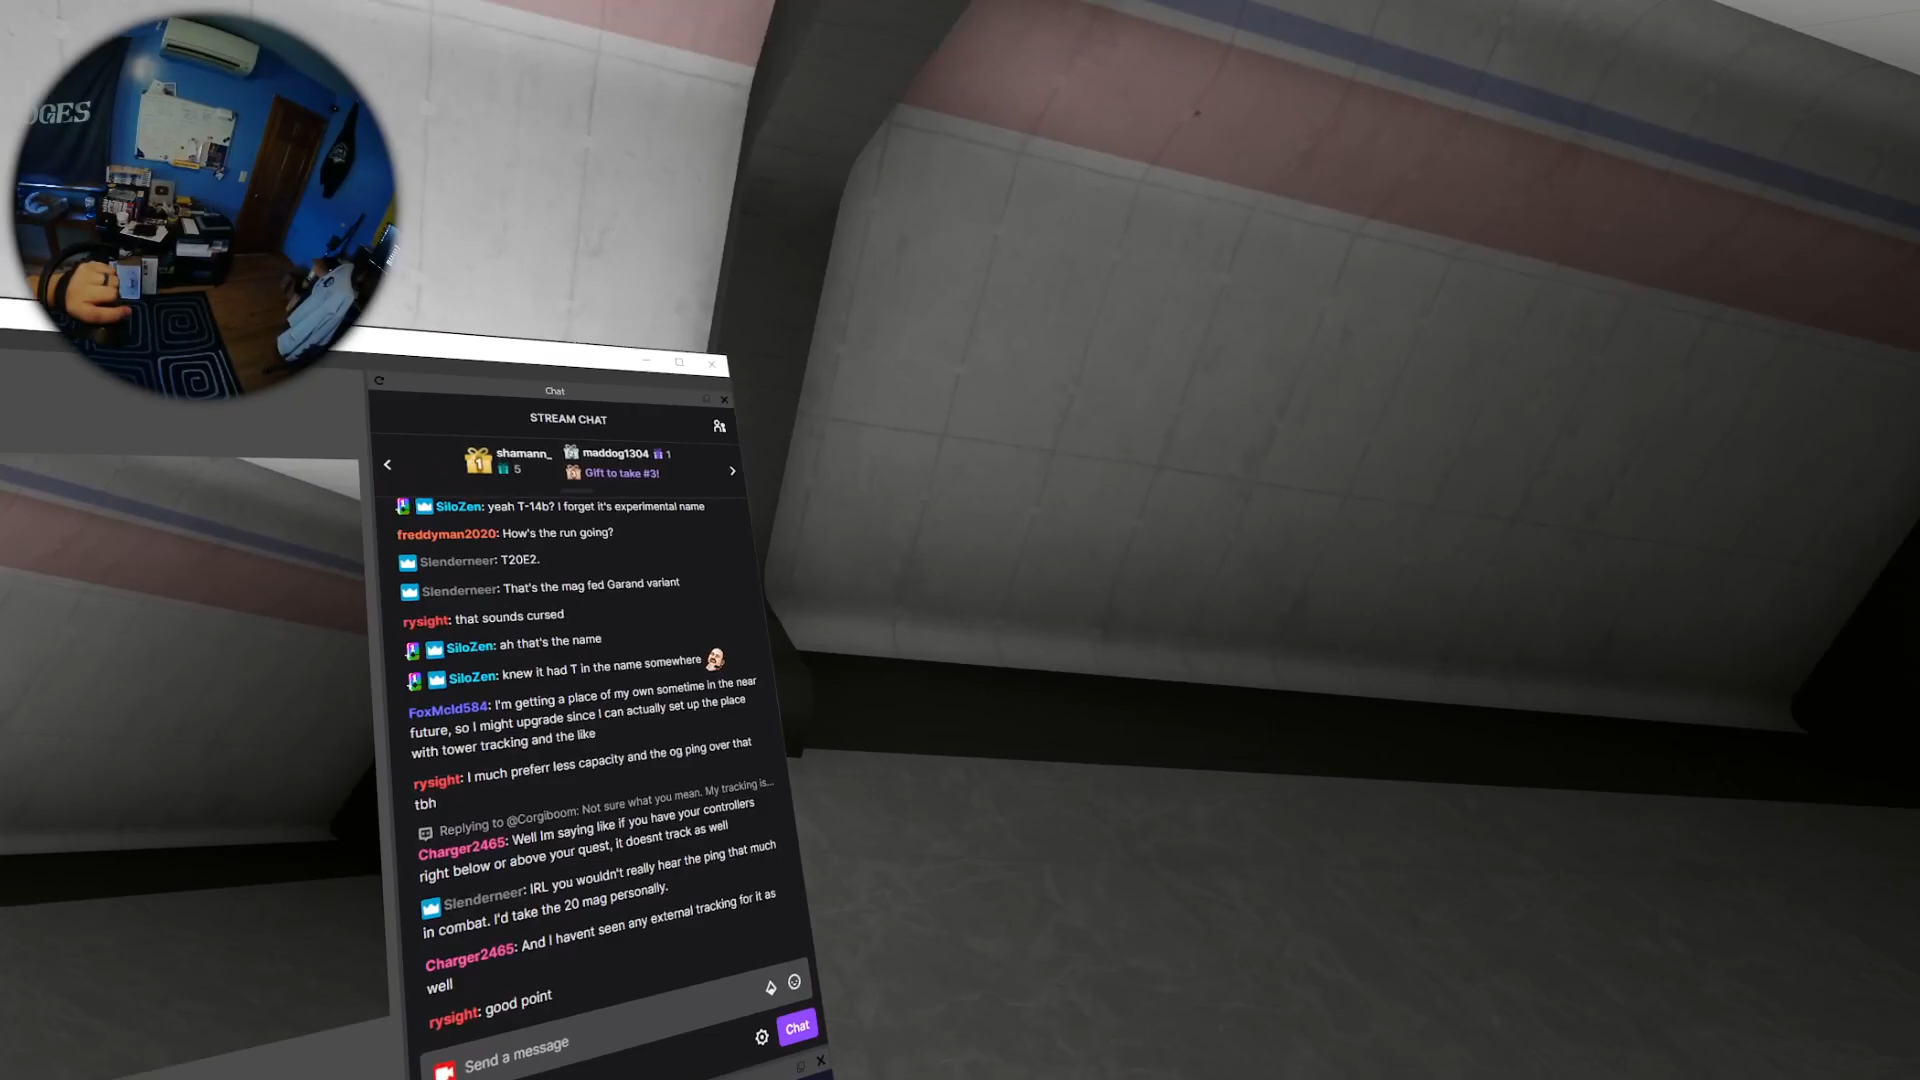 OGES
Chat
STREAM CHAT
shamann_
5
maddog1304 1
Gift to take #3!
SiloZen: yeah T-14b? I forget it's experimental name
freddyman2020: How's the run going?
Slenderneer: T20E2.
Slenderneer: That's the mag fed Garand variant
rysight: that sounds cursed
SiloZen: ah that's the name
SiloZen: knew it had T in the name somewhere
FoxMcld584: I'm getting a place of my own sometime in the near
future, so I might upgrade since I can actually set up the place
with tower tracking and the like
rysight: I much preferr less capacity and the og ping over that
tbh
Replying to @Corgiboom: Not sure what you mean. My tracking is...
Charger2465: Well Im saying like if you have your controllers
right below or above your quest, it doesnt track as well
Slenderneer: IRL you wouldn't really hear the ping that much
in combat. I'd take the 20 mag personally.
Charger2465: And I havent seen any external tracking for it as
well
rysight: good point
Send a message
Chat